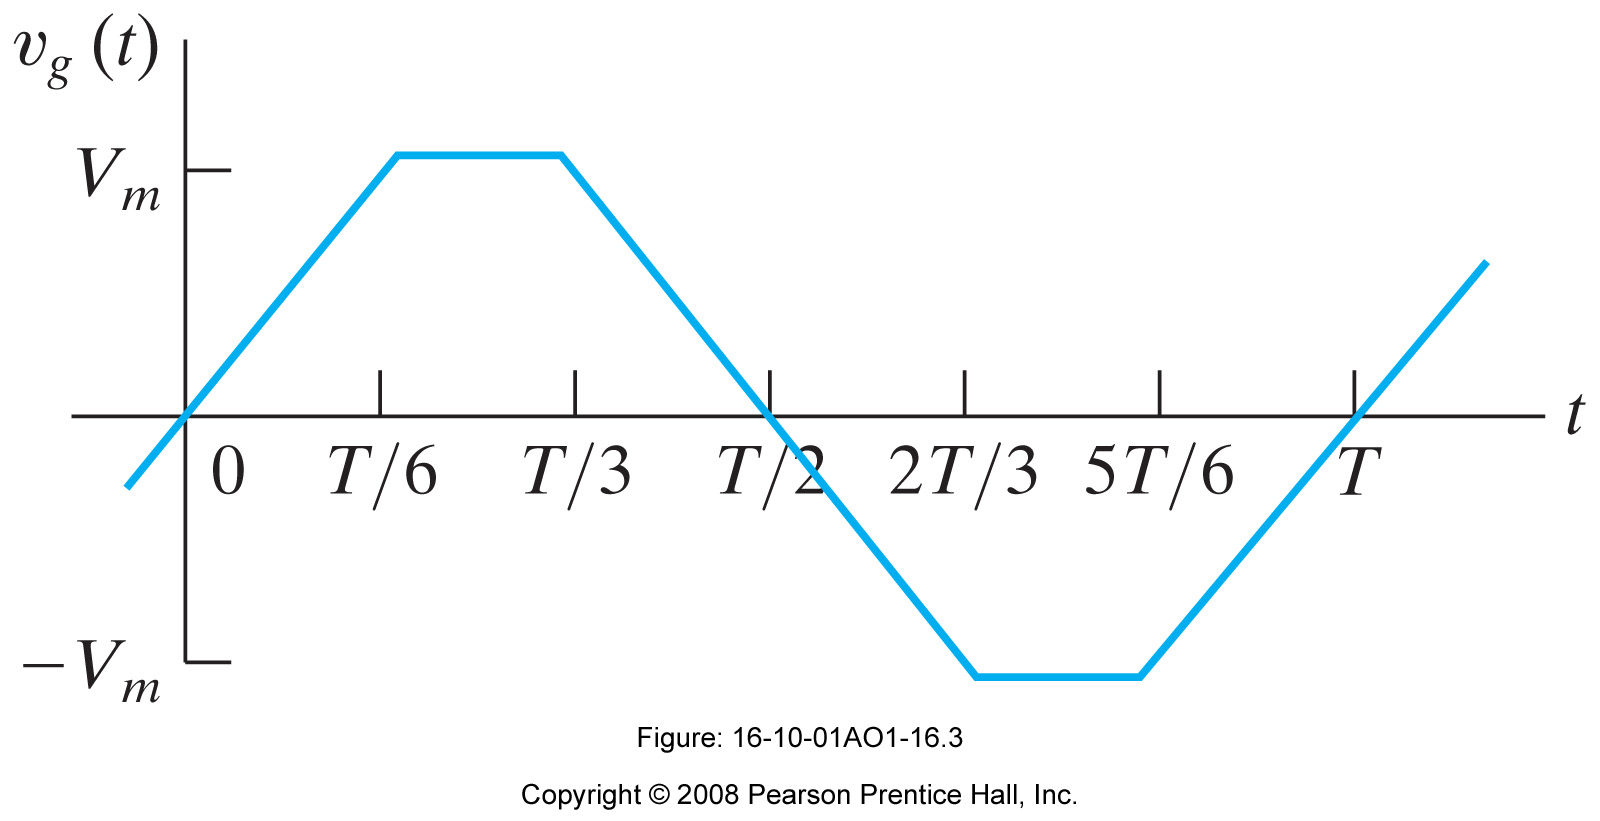 v_g (t)
V_m
t
0 T/6 T/3 T/2 2T/3 5T/6 T
−V_m
Figure: 16-10-01AO1-16.3
Copyright © 2008 Pearson Prentice Hall, Inc.